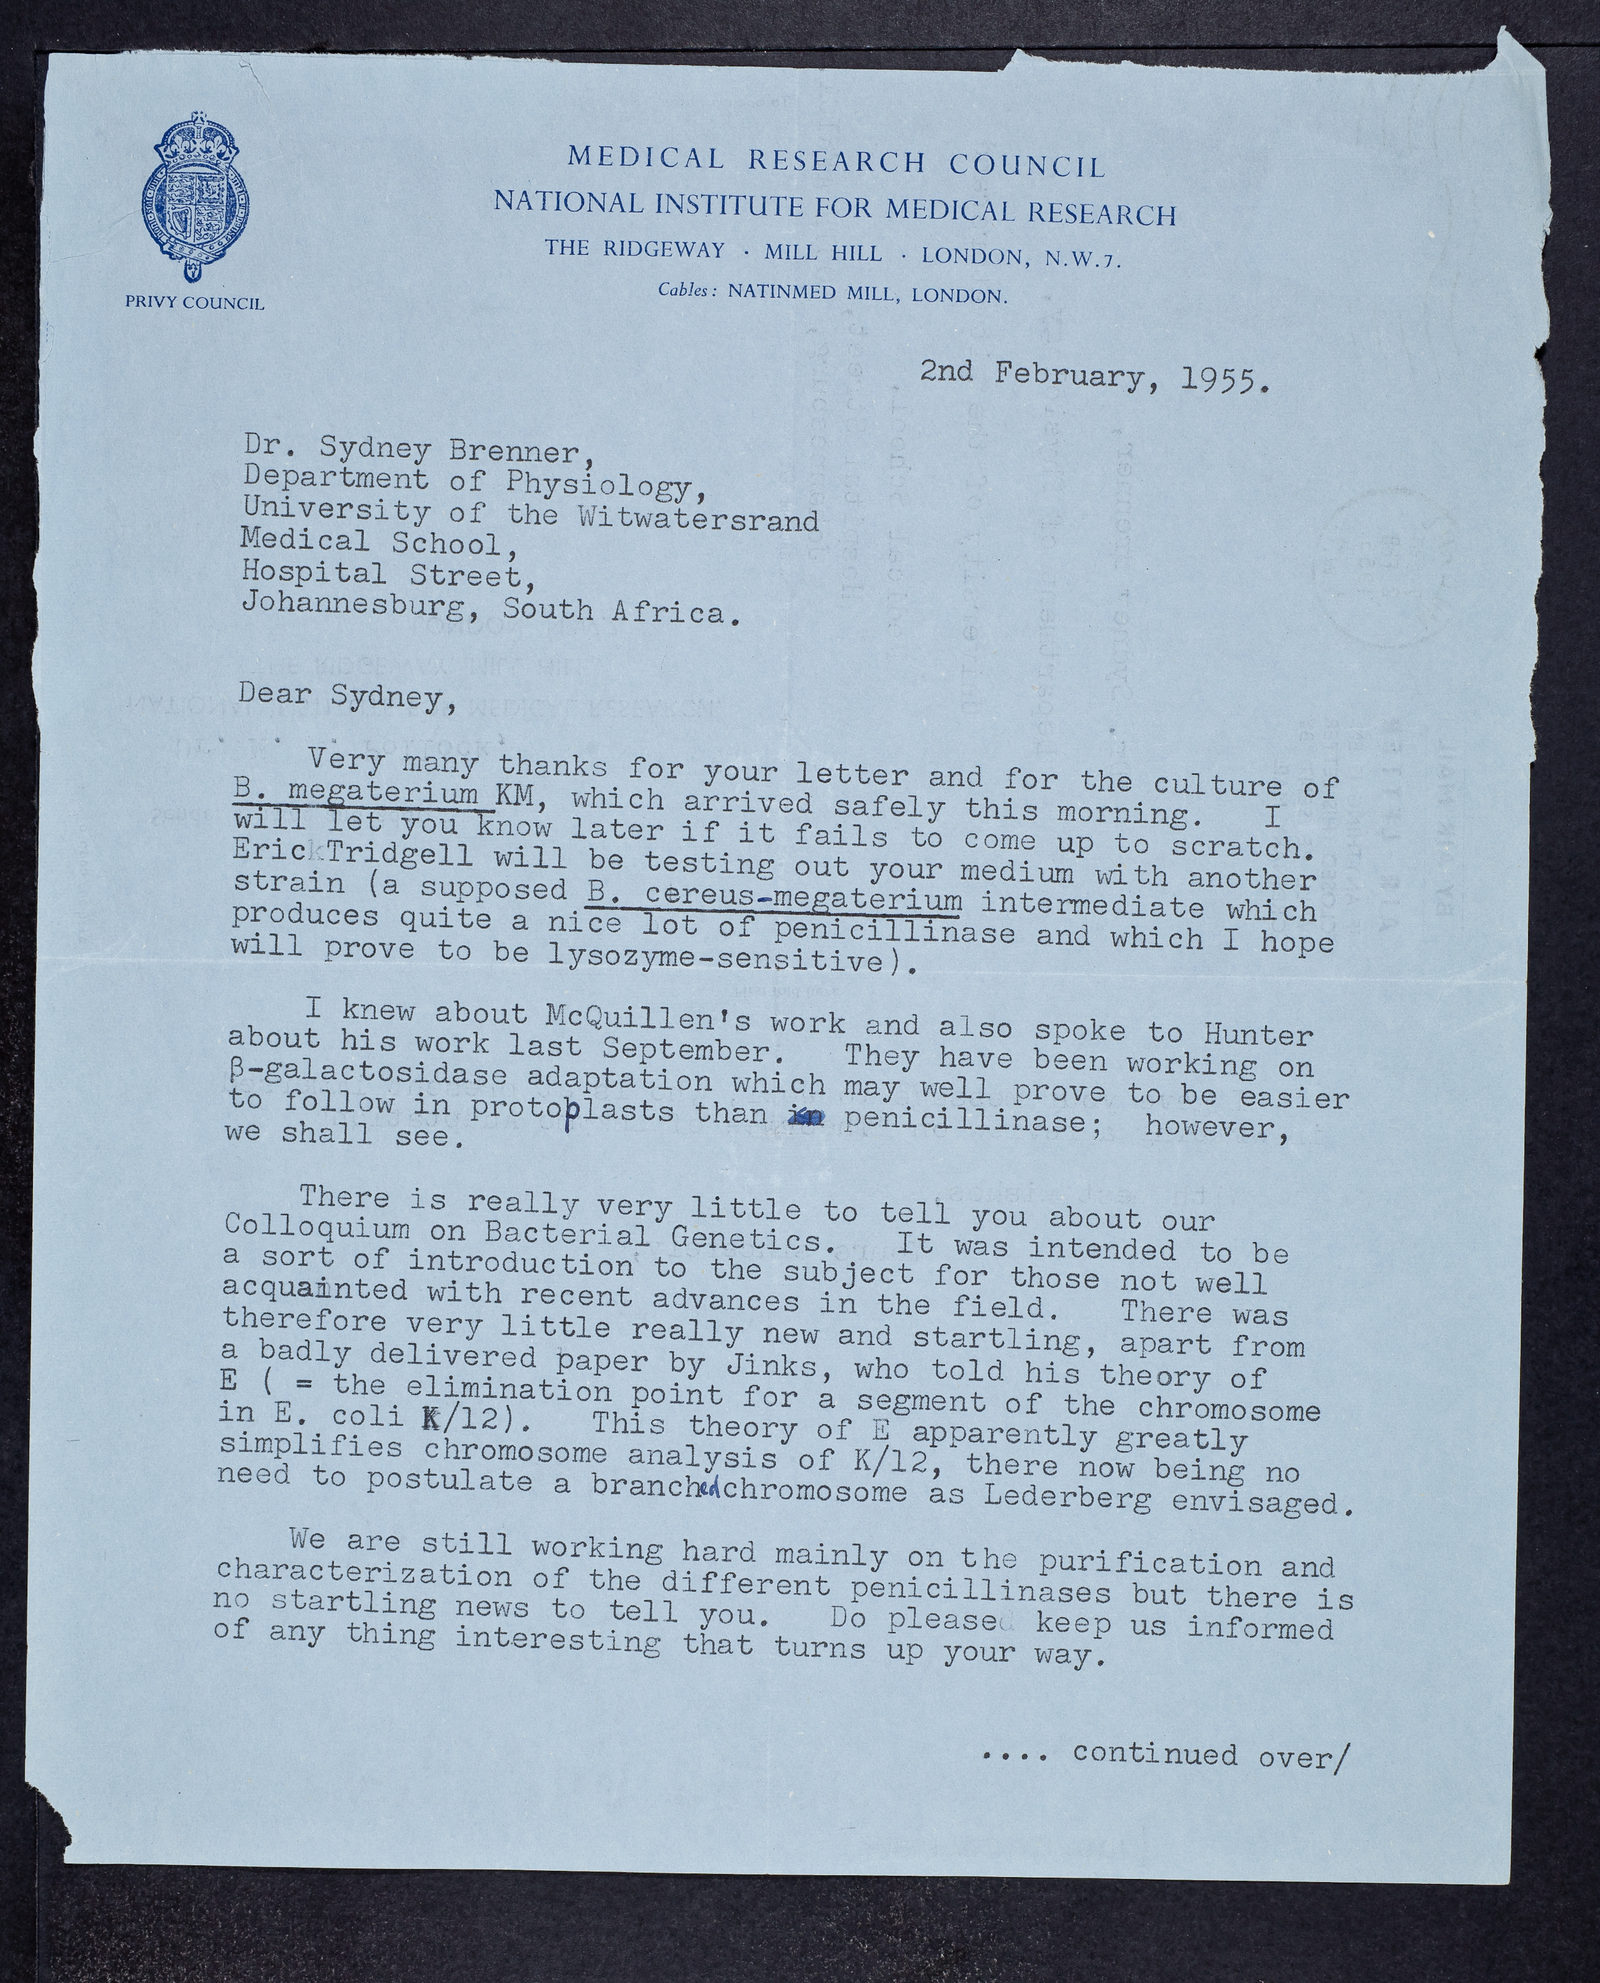 MEDICAL RESEARCH COUNCIL
NATIONAL INSTITUTE FOR MEDICAL RESEARCH
THE RIDGEWAY · MILL HILL · LONDON, N.W.7.
Cables: NATINMED MILL, LONDON.
PRIVY COUNCIL
2nd February, 1955.
Dr. Sydney Brenner,
Department of Physiology,
University of the Witwatersrand
Medical School,
Hospital Street,
Johannesburg, South Africa.
Dear Sydney,
Very many thanks for your letter and for the culture of
B. megaterium KM, which arrived safely this morning. I
will let you know later if it fails to come up to scratch.
Eric Tridgell will be testing out your medium with another
strain (a supposed B. cereus-megaterium intermediate which
produces quite a nice lot of penicillinase and which I hope
will prove to be lysozyme-sensitive).
I knew about McQuillen's work and also spoke to Hunter
about his work last September. They have been working on
β-galactosidase adaptation which may well prove to be easier
to follow in protoplasts than penicillinase; however,
we shall see.
There is really very little to tell you about our
Colloquium on Bacterial Genetics. It was intended to be
a sort of introduction to the subject for those not well
acquainted with recent advances in the field. There was
therefore very little really new and startling, apart from
a badly delivered paper by Jinks, who told his theory of
E ( = the elimination point for a segment of the chromosome
in E. coli K/12). This theory of E apparently greatly
simplifies chromosome analysis of K/12, there now being no
need to postulate a branched chromosome as Lederberg envisaged.
We are still working hard mainly on the purification and
characterization of the different penicillinases but there is
no startling news to tell you. Do please keep us informed
of any thing interesting that turns up your way.
.... continued over/